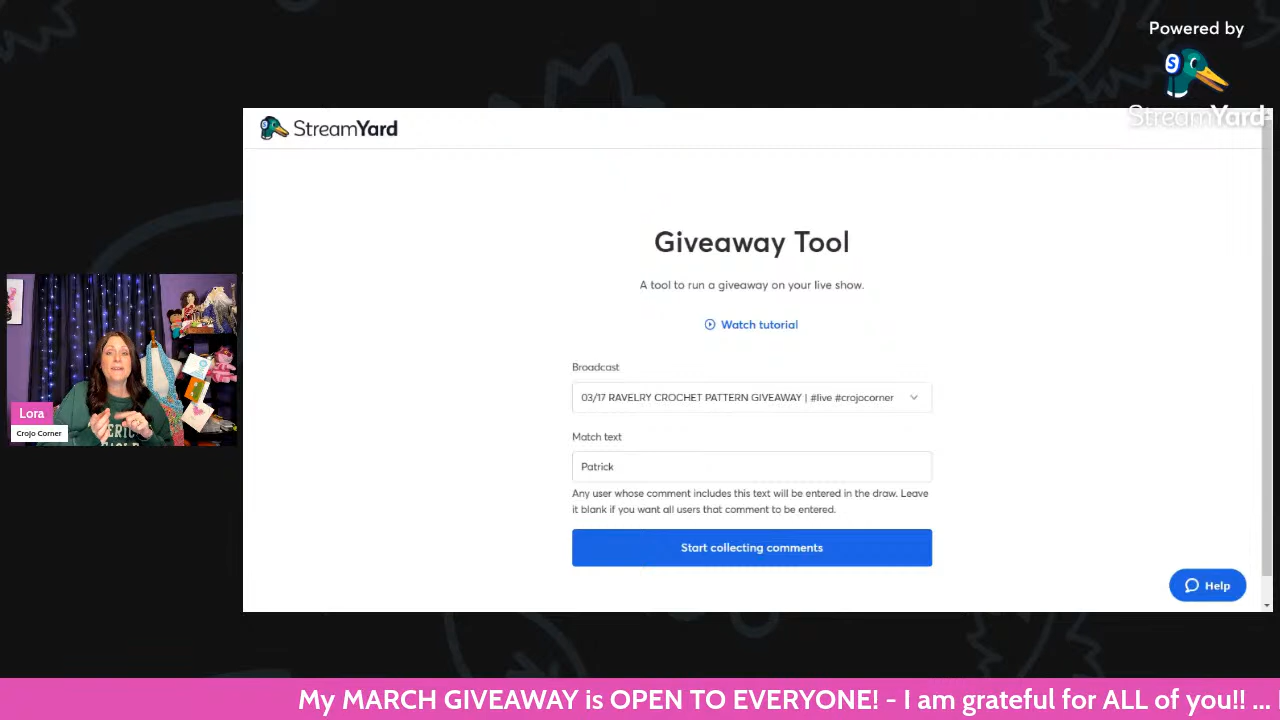 Powered by
StreamYard
StreamYard
Giveaway Tool
A tool to run a giveaway on your live show.
Watch tutorial
Broadcast
03/17 RAVELRY CROCHET PATTERN GIVEAWAY | #live #crojocorner
Match text
Patrick
Any user whose comment includes this text will be entered in the draw. Leave
it blank if you want all users that comment to be entered.
Start collecting comments
Help
Lora
Crojo Corner
My MARCH GIVEAWAY is OPEN TO EVERYONE! - I am grateful for ALL of you!! ...